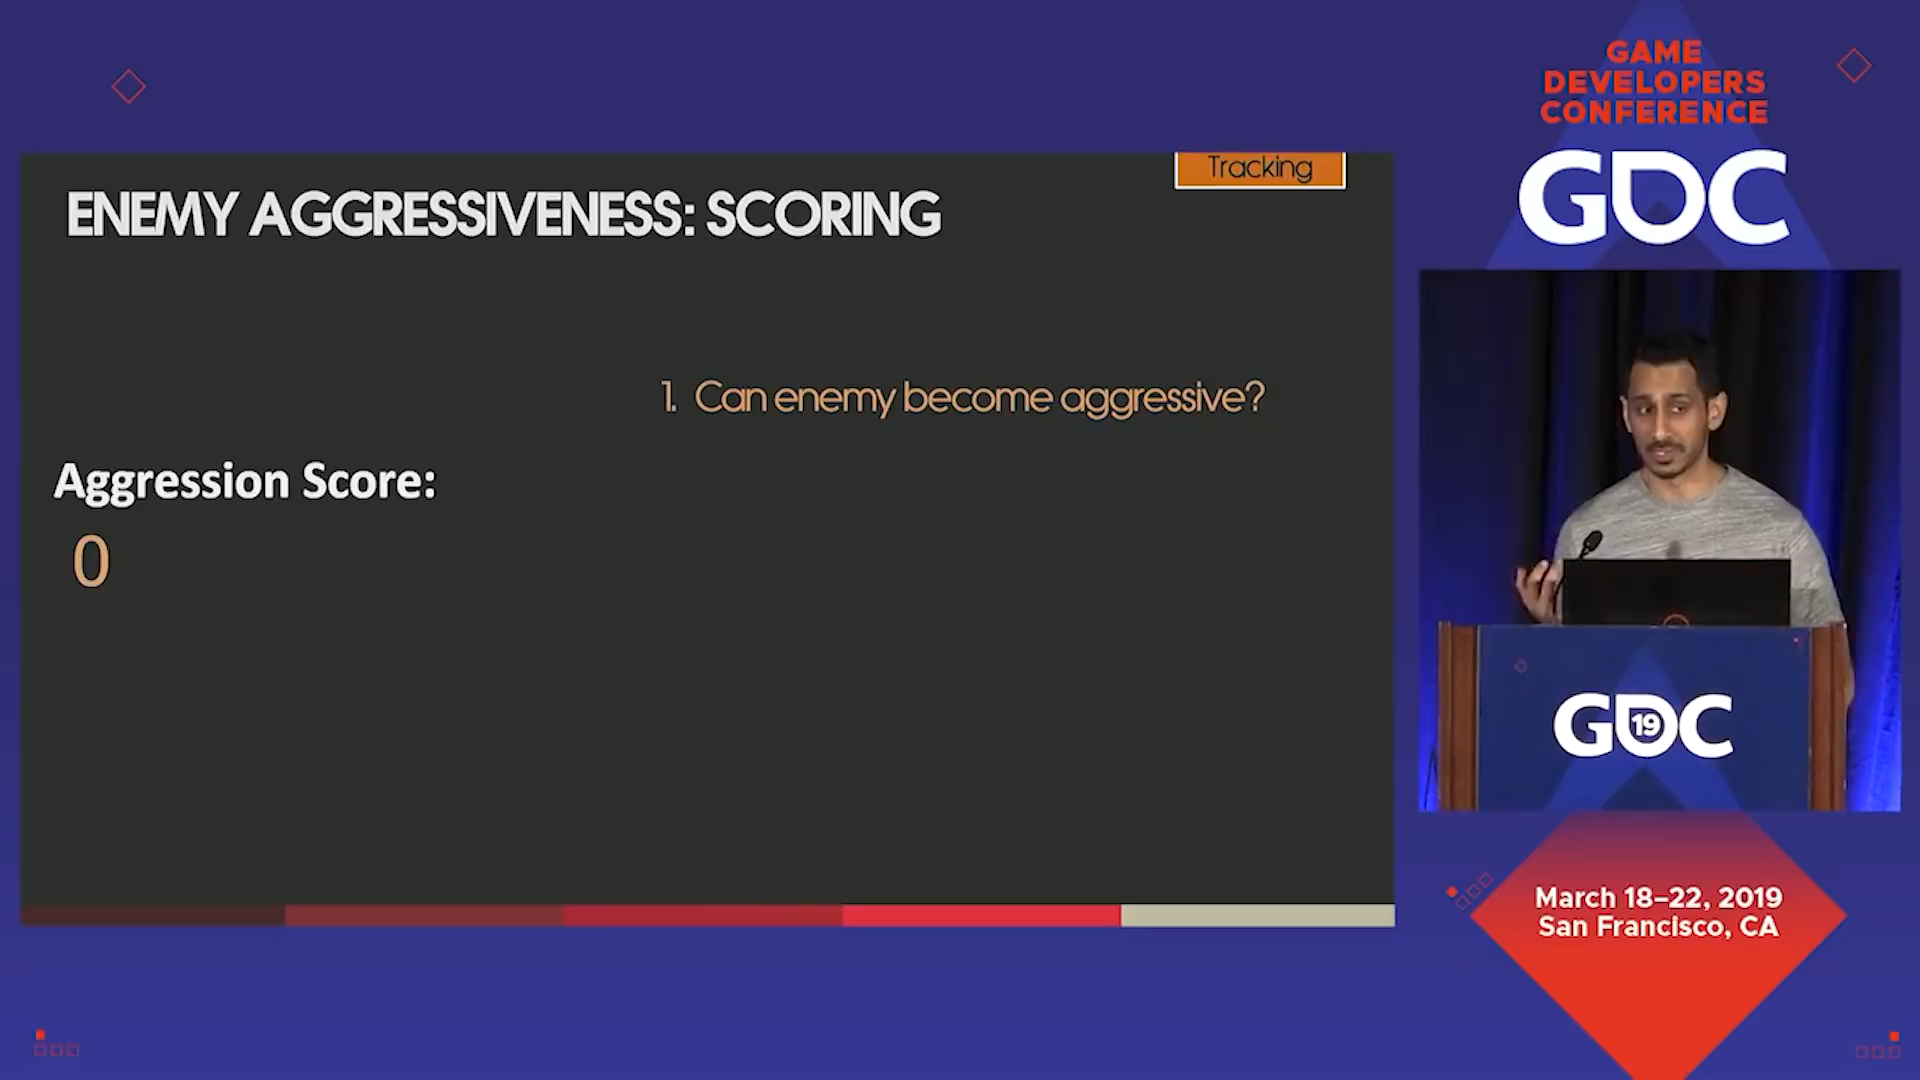 Tracking
ENEMY AGGRESSIVENESS: SCORING
1. Can enemy become aggressive?
Aggression Score:
0
GAME
DEVELOPERS
CONFERENCE
GDC
GDC
19
March 18–22, 2019
San Francisco, CA